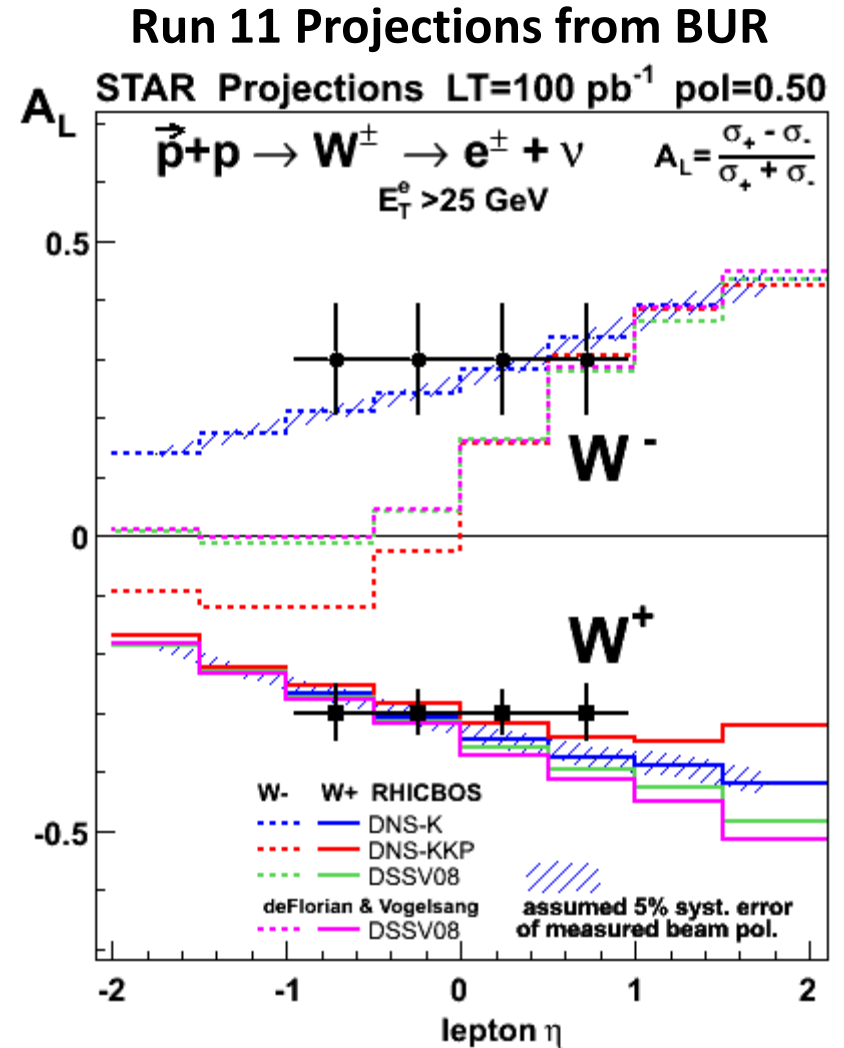 Run 11 Projections from BUR
STAR Projections LT=100 pb⁻¹ pol=0.50
A_L
p⃗+p → W± → e± + ν
A_L = (σ₊ - σ₋) / (σ₊ + σ₋)
E_T^e >25 GeV
0.5
W⁻
0
W⁺
W- W+ RHICBOS
DNS-K
-0.5
DNS-KKP
DSSV08
deFlorian & Vogelsang
DSSV08
assumed 5% syst. error
of measured beam pol.
-2 -1 0 1 2
lepton η